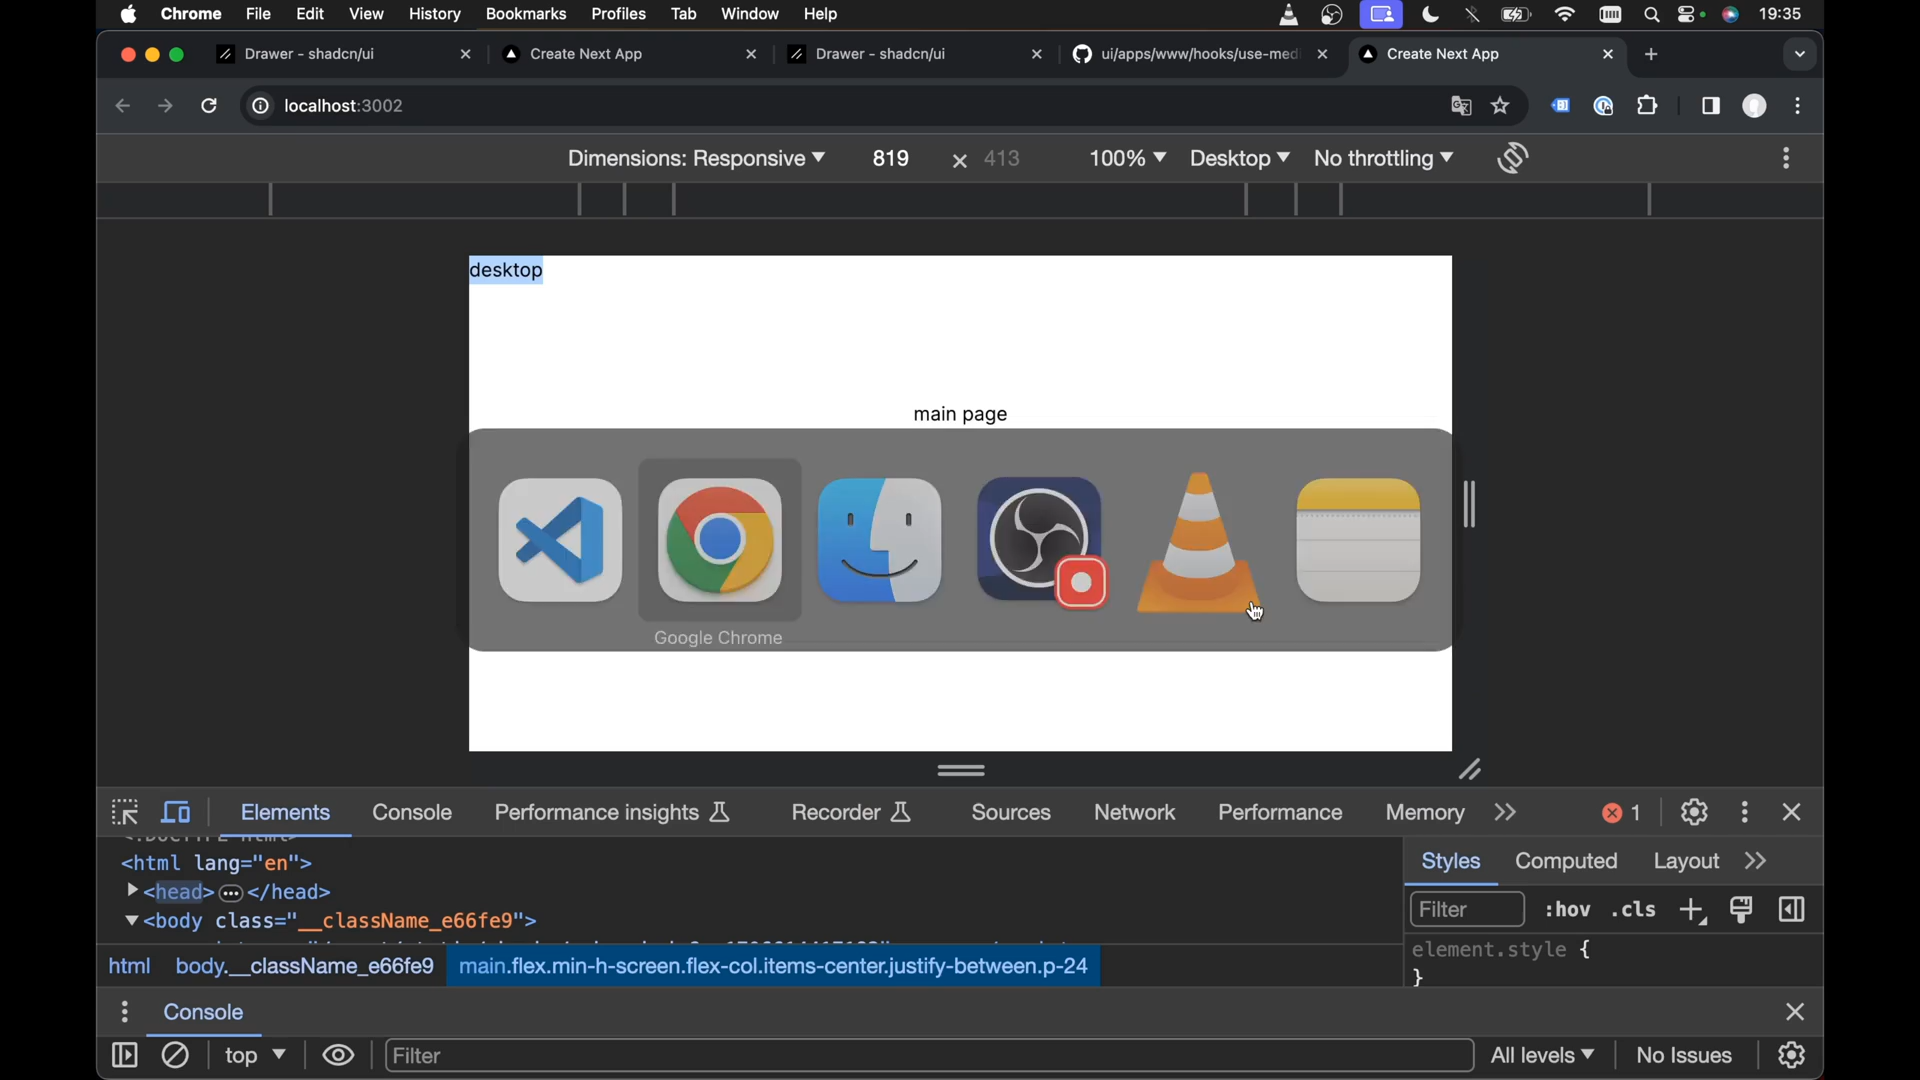 Chrome File Edit View History Bookmarks Profiles Tab Window Help 19:35
Drawer - shadcn/ui Create Next App Drawer - shadcn/ui ui/apps/www/hooks/use-med Create Next App
localhost:3002
Dimensions: Responsive 819 × 413 100% Desktop No throttling
desktop
main page
Google Chrome
Elements Console Performance insights Recorder Sources Network Performance Memory 1
<!DOCTYPE html>
<html lang="en">
<head> … </head>
<body class="__className_e66fe9">
Styles Computed Layout
Filter :hov .cls
element.style {
}
html body.__className_e66fe9 main.flex.min-h-screen.flex-col.items-center.justify-between.p-24
Console
top Filter All levels No Issues